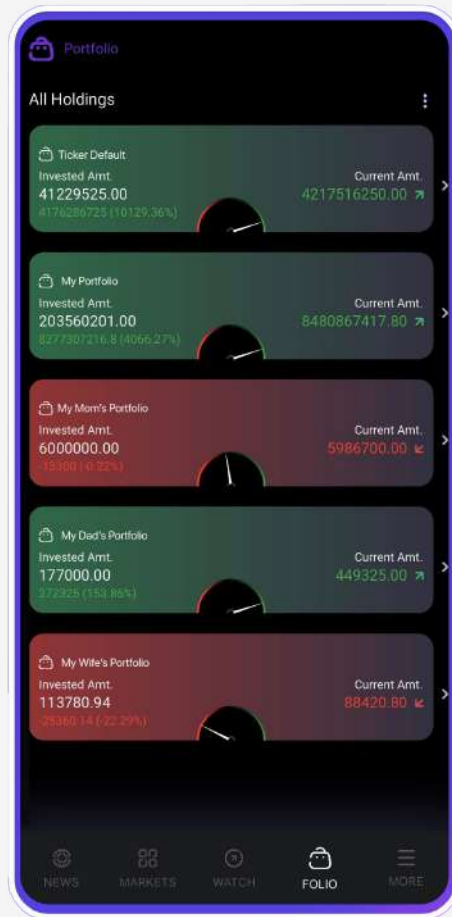 Portfolio
All Holdings
Ticker Default
Invested Amt. Current Amt.
41229525.00 4217516250.00
4176286725 (10129.36%)
My Portfolio
Invested Amt. Current Amt.
203560201.00 8480867417.80
8277307216.8 (4066.27%)
My Mom's Portfolio
Invested Amt. Current Amt.
6000000.00 5986700.00
-13300 (-0.22%)
My Dad's Portfolio
Invested Amt. Current Amt.
177000.00 449325.00
272325 (153.86%)
My Wife's Portfolio
Invested Amt. Current Amt.
113780.94 88420.80
-25360.14 (-22.29%)
NEWS MARKETS WATCH FOLIO MORE